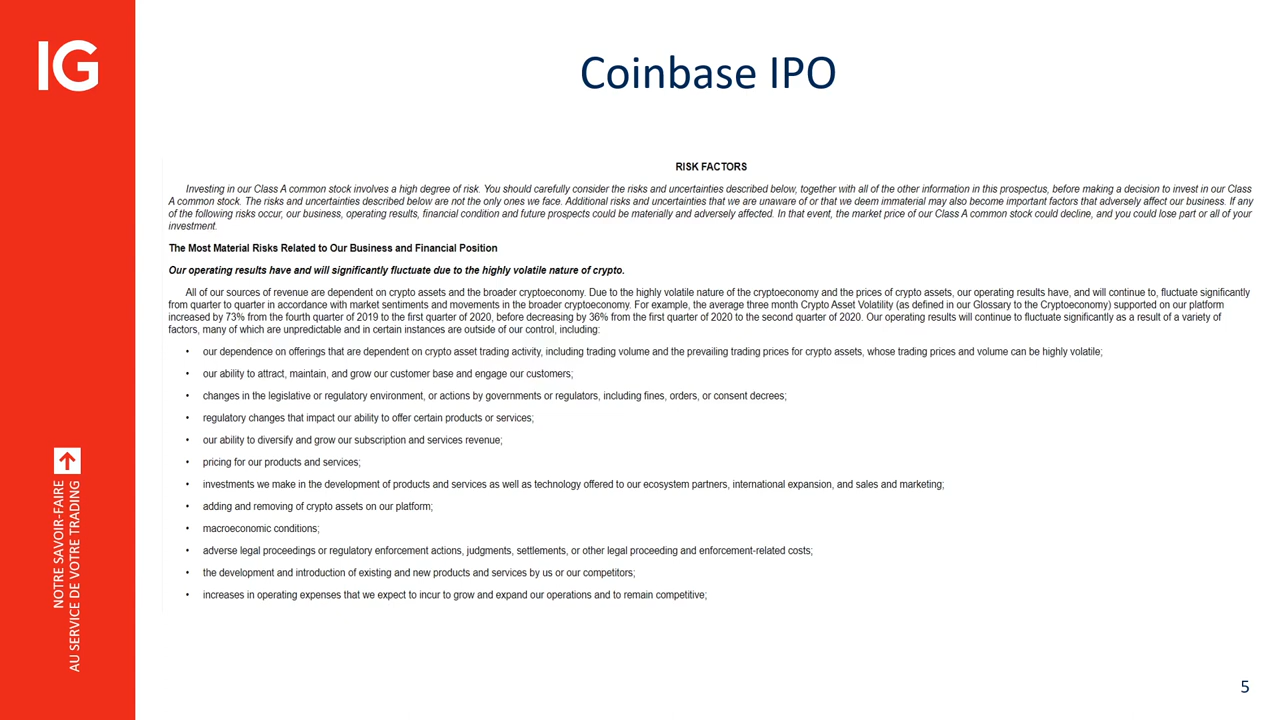 IG
Coinbase IPO
RISK FACTORS
Investing in our Class A common stock involves a high degree of risk. You should carefully consider the risks and uncertainties described below, together with all of the other information in this prospectus, before making a decision to invest in our Class
A common stock. The risks and uncertainties described below are not the only ones we face. Additional risks and uncertainties that we are unaware of or that we deem immaterial may also become important factors that adversely affect our business. If any
of the following risks occur, our business, operating results, financial condition and future prospects could be materially and adversely affected. In that event, the market price of our Class A common stock could decline, and you could lose part or all of your
investment.
The Most Material Risks Related to Our Business and Financial Position
Our operating results have and will significantly fluctuate due to the highly volatile nature of crypto.
All of our sources of revenue are dependent on crypto assets and the broader cryptoeconomy. Due to the highly volatile nature of the cryptoeconomy and the prices of crypto assets, our operating results have, and will continue to, fluctuate significantly
from quarter to quarter in accordance with market sentiments and movements in the broader cryptoeconomy. For example, the average three month Crypto Asset Volatility (as defined in our Glossary to the Cryptoeconomy) supported on our platform
increased by 73% from the fourth quarter of 2019 to the first quarter of 2020, before decreasing by 36% from the first quarter of 2020 to the second quarter of 2020. Our operating results will continue to fluctuate significantly as a result of a variety of
factors, many of which are unpredictable and in certain instances are outside of our control, including:
• our dependence on offerings that are dependent on crypto asset trading activity, including trading volume and the prevailing trading prices for crypto assets, whose trading prices and volume can be highly volatile;
• our ability to attract, maintain, and grow our customer base and engage our customers;
• changes in the legislative or regulatory environment, or actions by governments or regulators, including fines, orders, or consent decrees;
• regulatory changes that impact our ability to offer certain products or services;
• our ability to diversify and grow our subscription and services revenue;
• pricing for our products and services;
• investments we make in the development of products and services as well as technology offered to our ecosystem partners, international expansion, and sales and marketing;
• adding and removing of crypto assets on our platform;
• macroeconomic conditions;
• adverse legal proceedings or regulatory enforcement actions, judgments, settlements, or other legal proceeding and enforcement-related costs;
• the development and introduction of existing and new products and services by us or our competitors;
• increases in operating expenses that we expect to incur to grow and expand our operations and to remain competitive;
NOTRE SAVOIR-FAIRE
AU SERVICE DE VOTRE TRADING
5